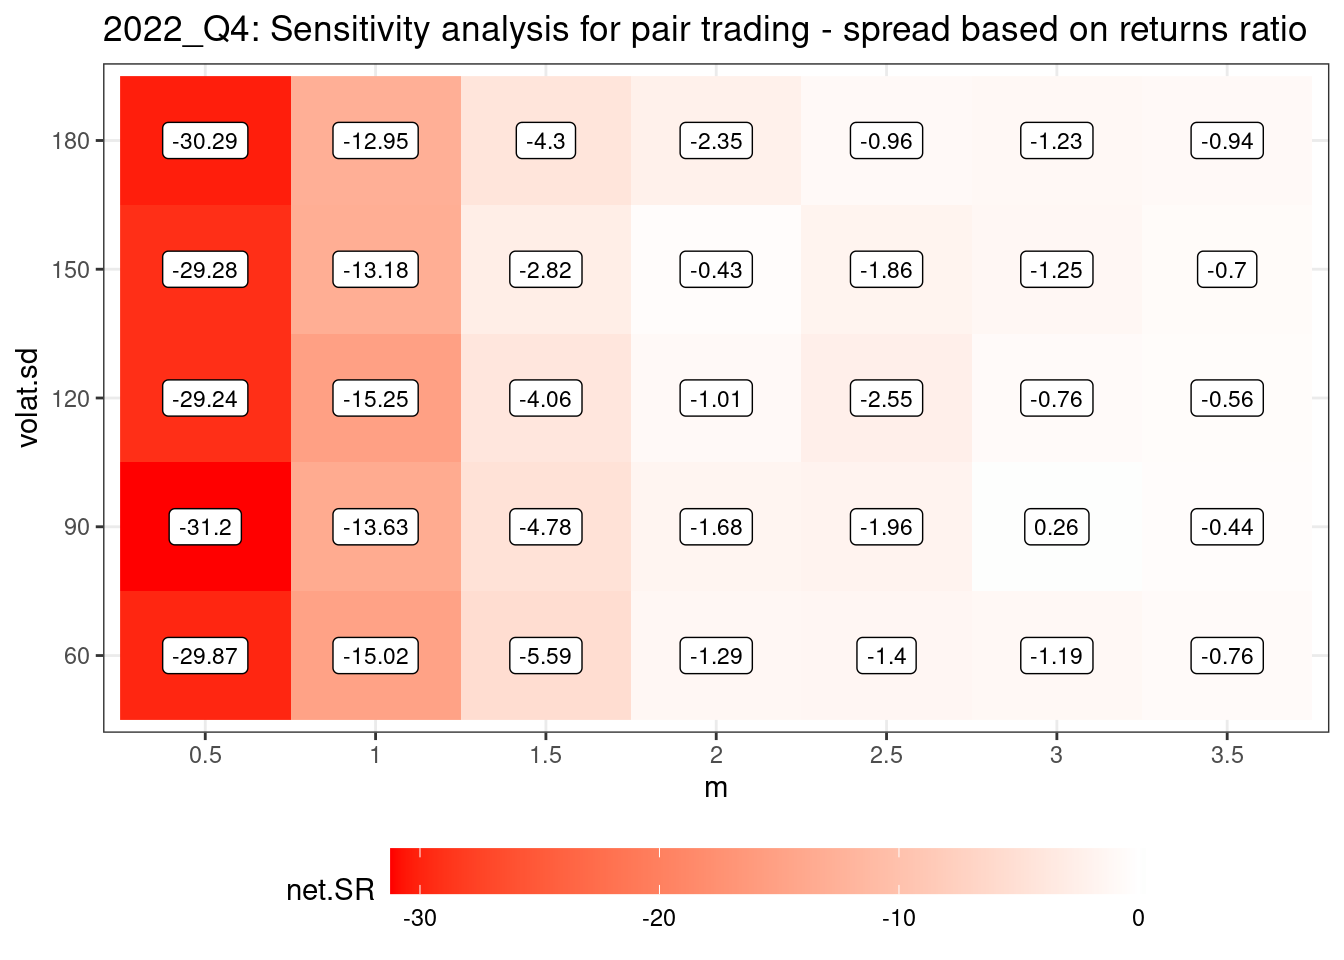 2022_Q4: Sensitivity analysis for pair trading - spread based on returns ratio
180 -30.29 -12.95 -4.3 -2.35 -0.96 -1.23 -0.94
150 -29.28 -13.18 -2.82 -0.43 -1.86 -1.25 -0.7
volat.sd
120 -29.24 -15.25 -4.06 -1.01 -2.55 -0.76 -0.56
90 -31.2 -13.63 -4.78 -1.68 -1.96 0.26 -0.44
60 -29.87 -15.02 -5.59 -1.29 -1.4 -1.19 -0.76
0.5 1 1.5 2 2.5 3 3.5
m
net.SR
-30 -20 -10 0